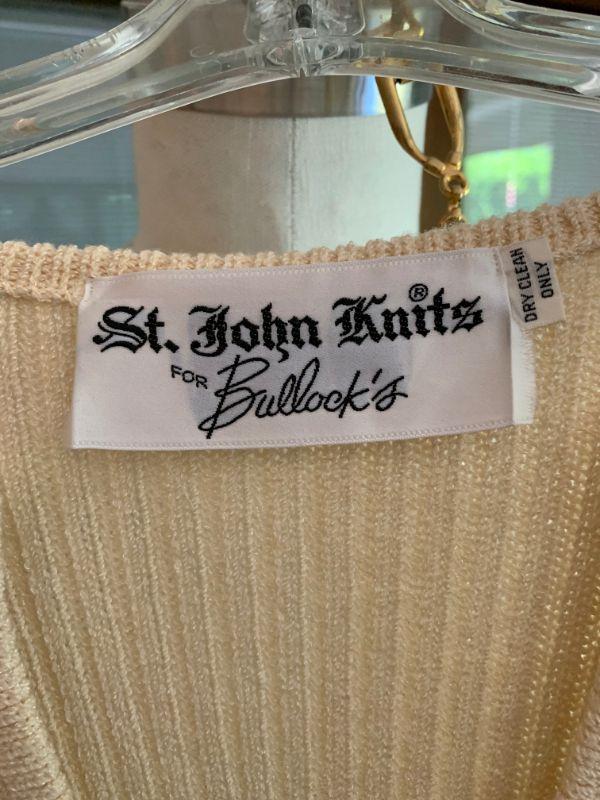 St. John Knits®
FOR Bullock's
DRY CLEAN
ONLY